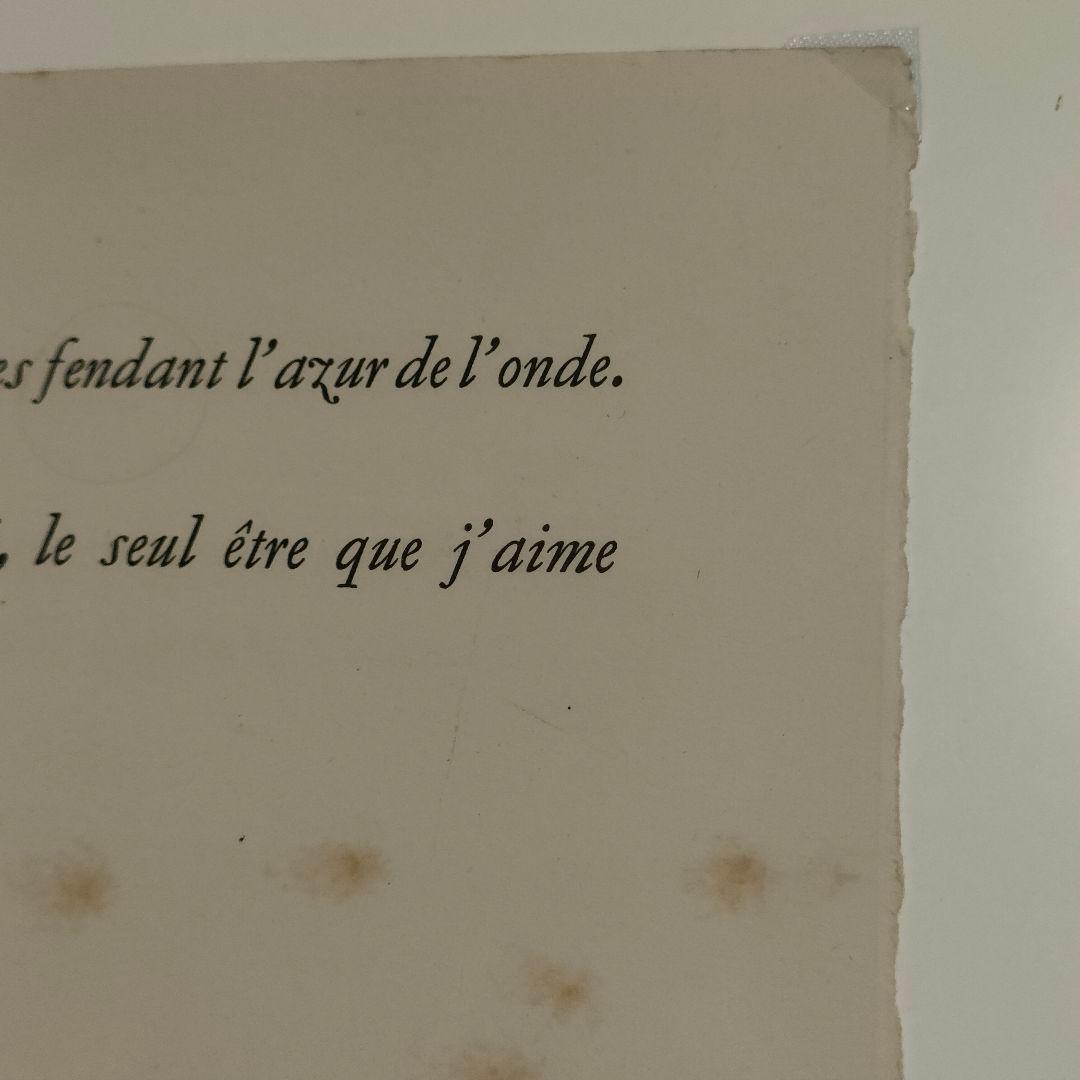 es fendant l’azur de l’onde.
, le seul être que j’aime